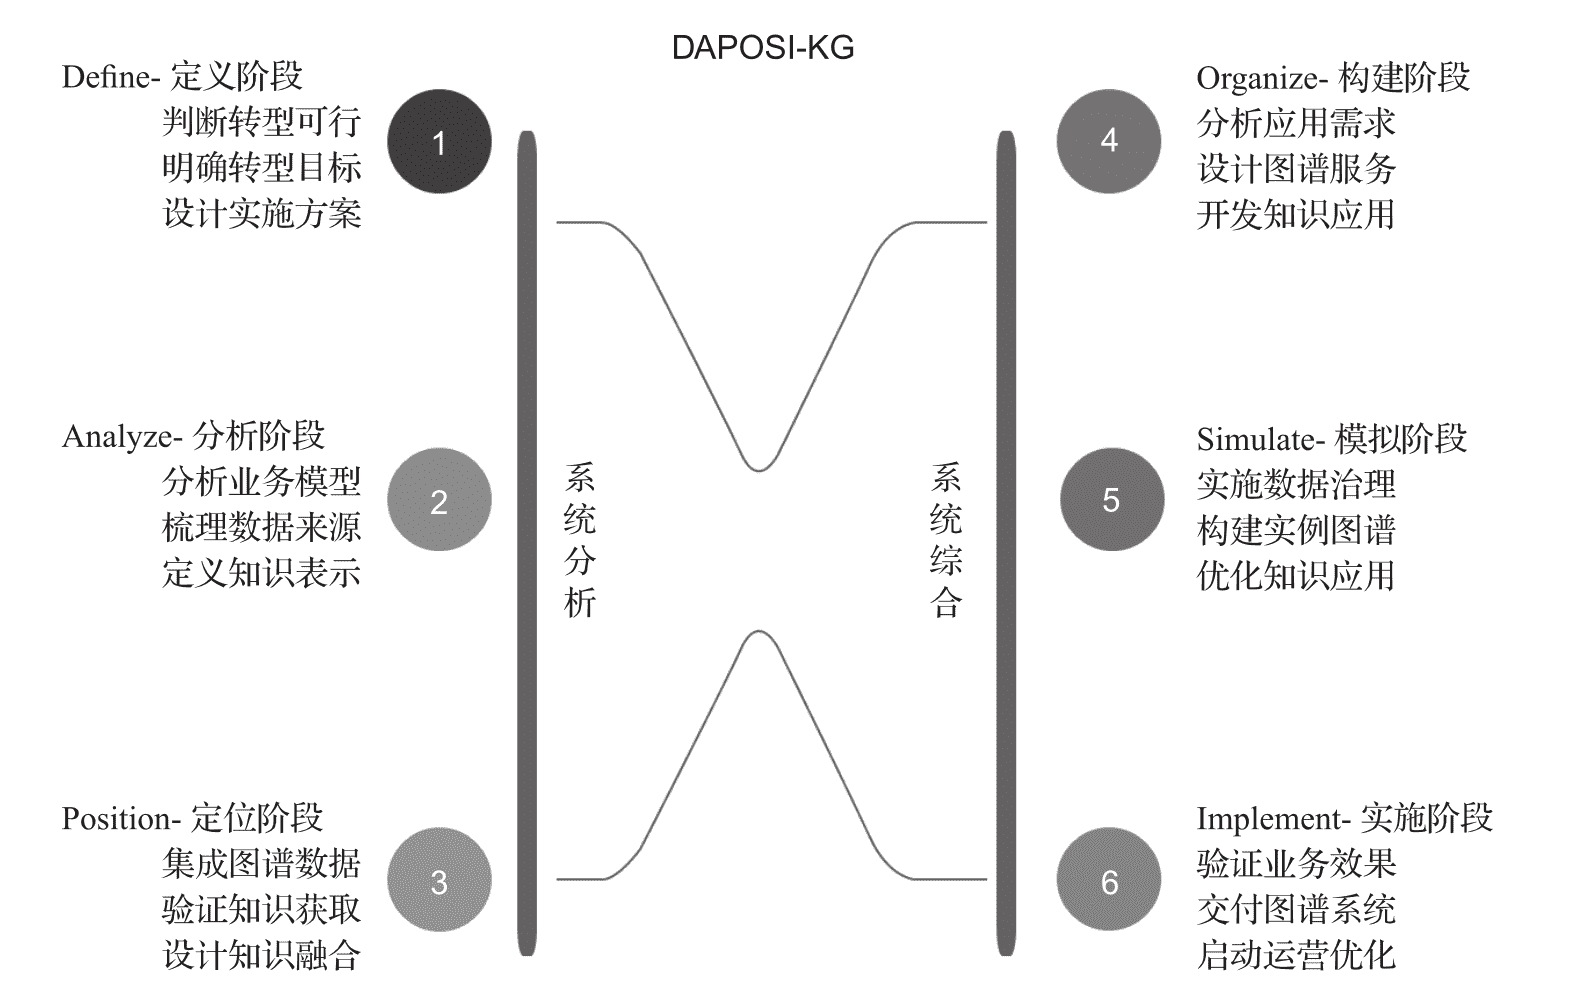 DAPOSI-KG
Define- 定义阶段
判断转型可行
明确转型目标
设计实施方案
1
Analyze- 分析阶段
分析业务模型
梳理数据来源
定义知识表示
2
Position- 定位阶段
集成图谱数据
验证知识获取
设计知识融合
3
系统分析
系统综合
4
Organize- 构建阶段
分析应用需求
设计图谱服务
开发知识应用
5
Simulate- 模拟阶段
实施数据治理
构建实例图谱
优化知识应用
6
Implement- 实施阶段
验证业务效果
交付图谱系统
启动运营优化